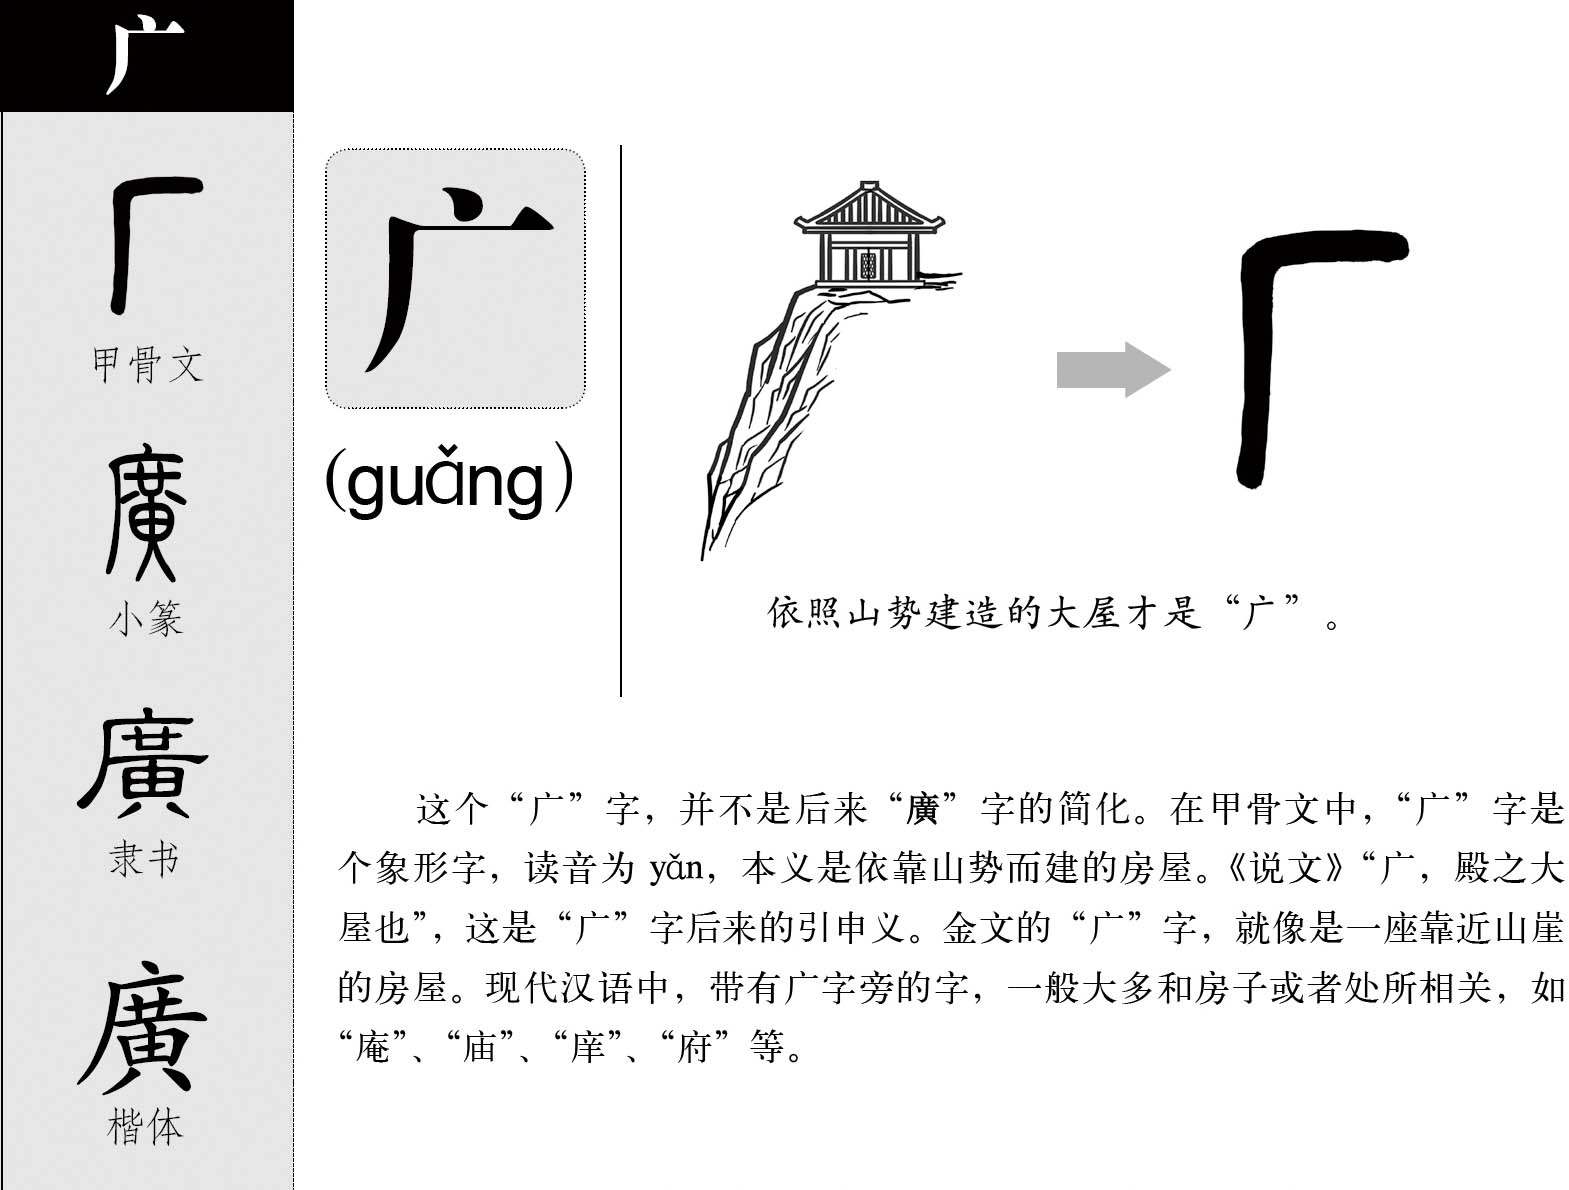 广
甲骨文
廣
小篆
廣
隶书
廣
楷体
广
(guǎng)
依照山势建造的大屋才是“广”。
这个“广”字，并不是后来“廣”字的简化。在甲骨文中，“广”字是
个象形字，读音为 yǎn，本义是依靠山势而建的房屋。《说文》“广，殿之大
屋也”，这是“广”字后来的引申义。金文的“广”字，就像是一座靠近山崖
的房屋。现代汉语中，带有广字旁的字，一般大多和房子或者处所相关，如
“庵”、“庙”、“庠”、“府”等。